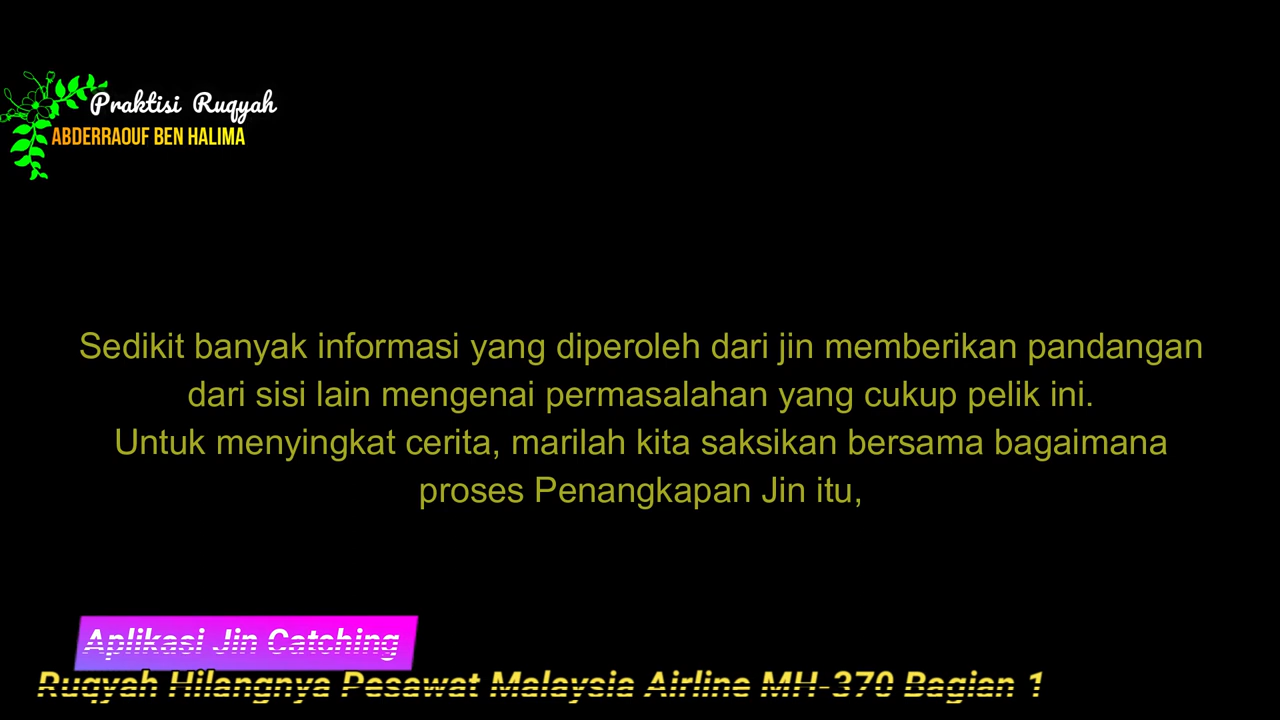 Praktisi Ruqyah
ABDERRAOUF BEN HALIMA
Sedikit banyak informasi yang diperoleh dari jin memberikan pandangan
dari sisi lain mengenai permasalahan yang cukup pelik ini.
Untuk menyingkat cerita, marilah kita saksikan bersama bagaimana
proses Penangkapan Jin itu,
Aplikasi Jin Catching
Ruqyah Hilangnya Pesawat Malaysia Airline MH-370 Bagian 1